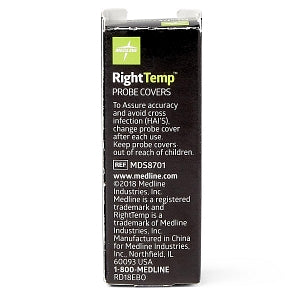 MEDLINE
RightTemp™
PROBE COVERS
To Assure accuracy
and avoid cross
infection (HAI'S),
change probe cover
after each use.
Keep probe covers
out of reach of children.
REF MDS8701
www.medline.com
©2018 Medline
Industries, Inc.
Medline is a registered
trademark and
RightTemp is a
trademark of Medline
Industries, Inc.
Manufactured in China
for Medline Industries,
Inc., Northfield, IL
60093 USA
1-800-MEDLINE
RD18EBO